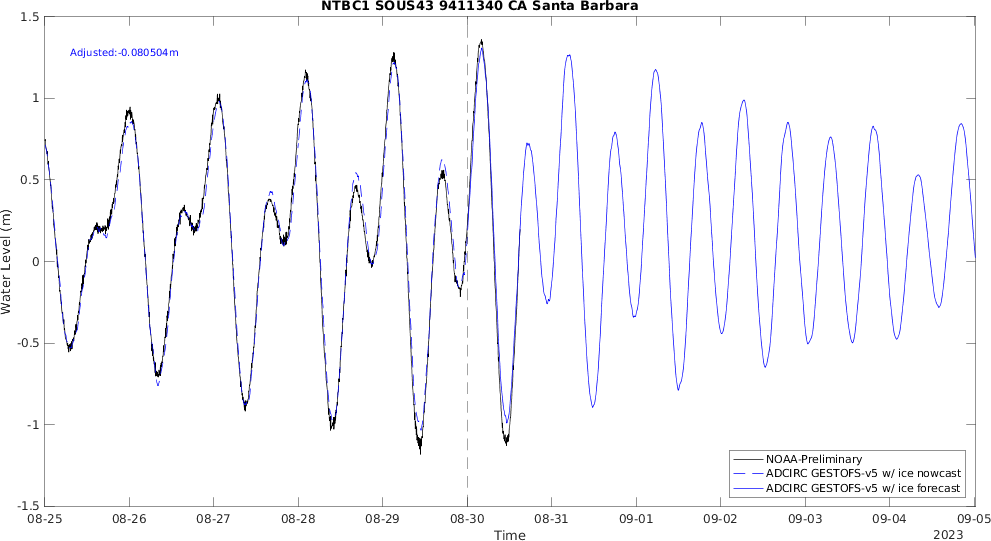 NTBC1 SOUS43 9411340 CA Santa Barbara
Adjusted:-0.080504m
1.5
1
0.5
0
-0.5
-1
-1.5
Water Level (m)
NOAA-Preliminary
ADCIRC GESTOFS-v5 w/ ice nowcast
ADCIRC GESTOFS-v5 w/ ice forecast
08-25 08-26 08-27 08-28 08-29 08-30 08-31 09-01 09-02 09-03 09-04 09-05
Time
2023